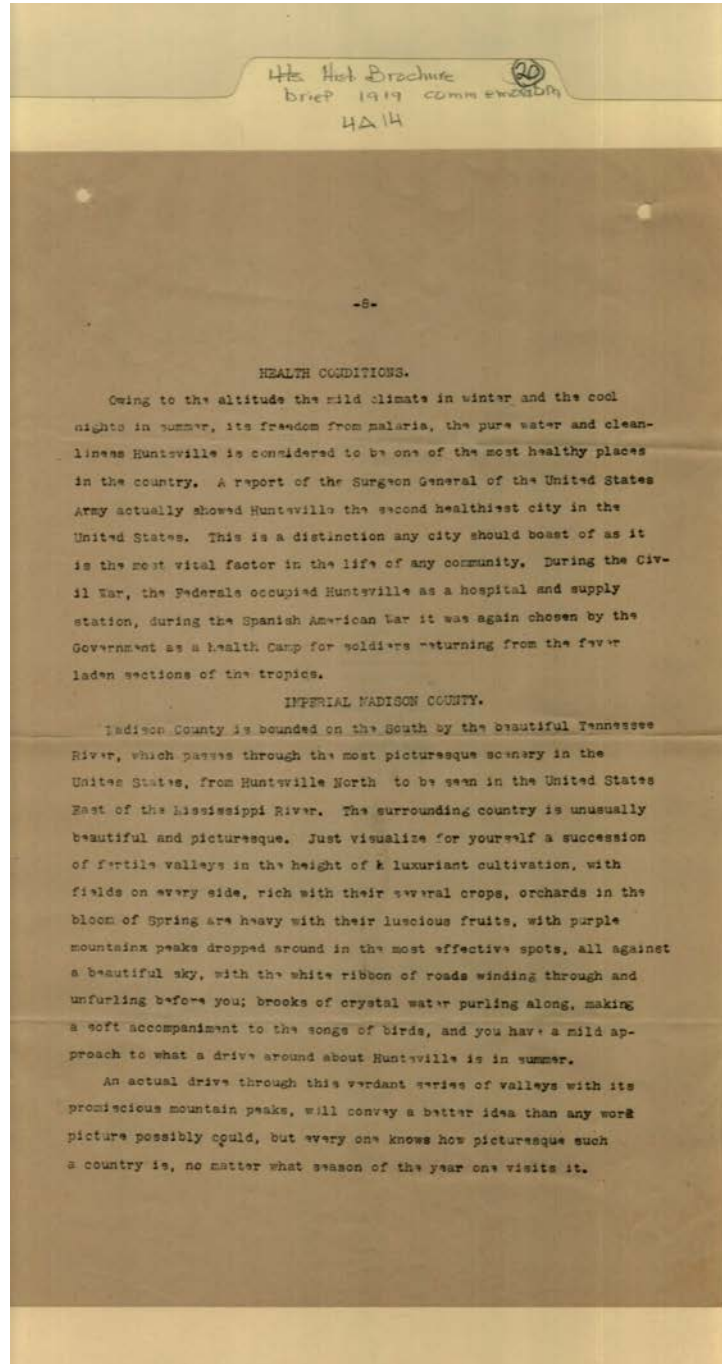 Hts Hist Brochure 20
brief 1919 commemoration
4A14
-8-
HEALTH CONDITIONS.
Owing to the altitude the mild climate in winter and the cool
nights in summer, its freedom from malaria, the pure water and clean-
liness Huntsville is considered to be one of the most healthy places
in the country. A report of the Surgeon General of the United States
Army actually showed Huntsville the second healthiest city in the
United States. This is a distinction any city should boast of as it
is the most vital factor in the life of any community. During the Civ-
il War, the Federals occupied Huntsville as a hospital and supply
station, during the Spanish American War it was again chosen by the
Government as a health Camp for soldiers returning from the fever
laden sections of the tropics.
IMPERIAL MADISON COUNTY.
Madison County is bounded on the South by the beautiful Tennessee
River, which passes through the most picturesque scenery in the
United States, from Huntsville North to be seen in the United States
East of the Mississippi River. The surrounding country is unusually
beautiful and picturesque. Just visualize for yourself a succession
of fertile valleys in the height of luxuriant cultivation, with
fields on every side, rich with their several crops, orchards in the
bloom of Spring are heavy with their luscious fruits, with purple
mountainx peaks dropped around in the most effective spots, all against
a beautiful sky, with the white ribbon of roads winding through and
unfurling before you; brooks of crystal water purling along, making
a soft accompaniment to the songs of birds, and you have a mild ap-
proach to what a drive around about Huntsville is in summer.
An actual drive through this verdant series of valleys with its
promiscious mountain peaks, will convey a better idea than any word
picture possibly could, but every one knows how picturesque such
a country is, no matter what season of the year one visits it.